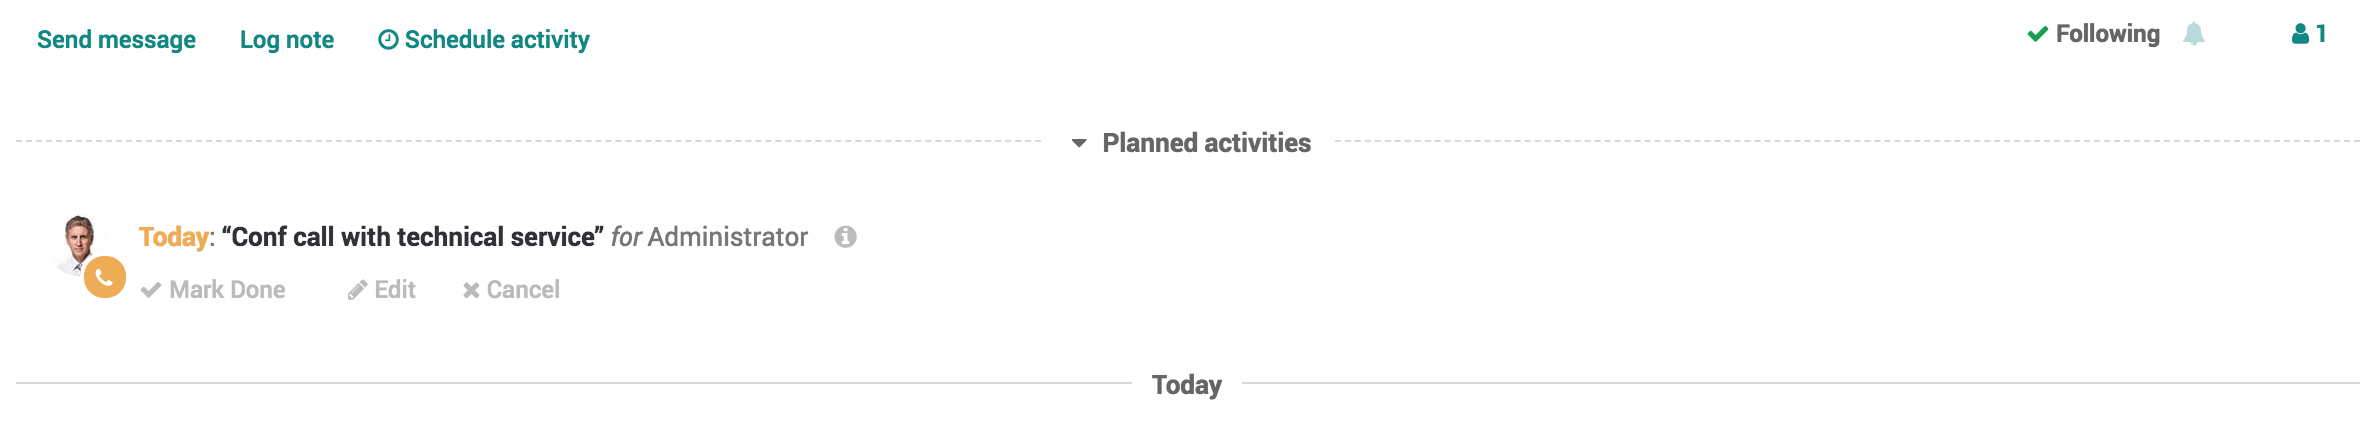 Send message Log note Schedule activity Following 1
Planned activities
Today: “Conf call with technical service” for Administrator
Mark Done Edit Cancel
Today